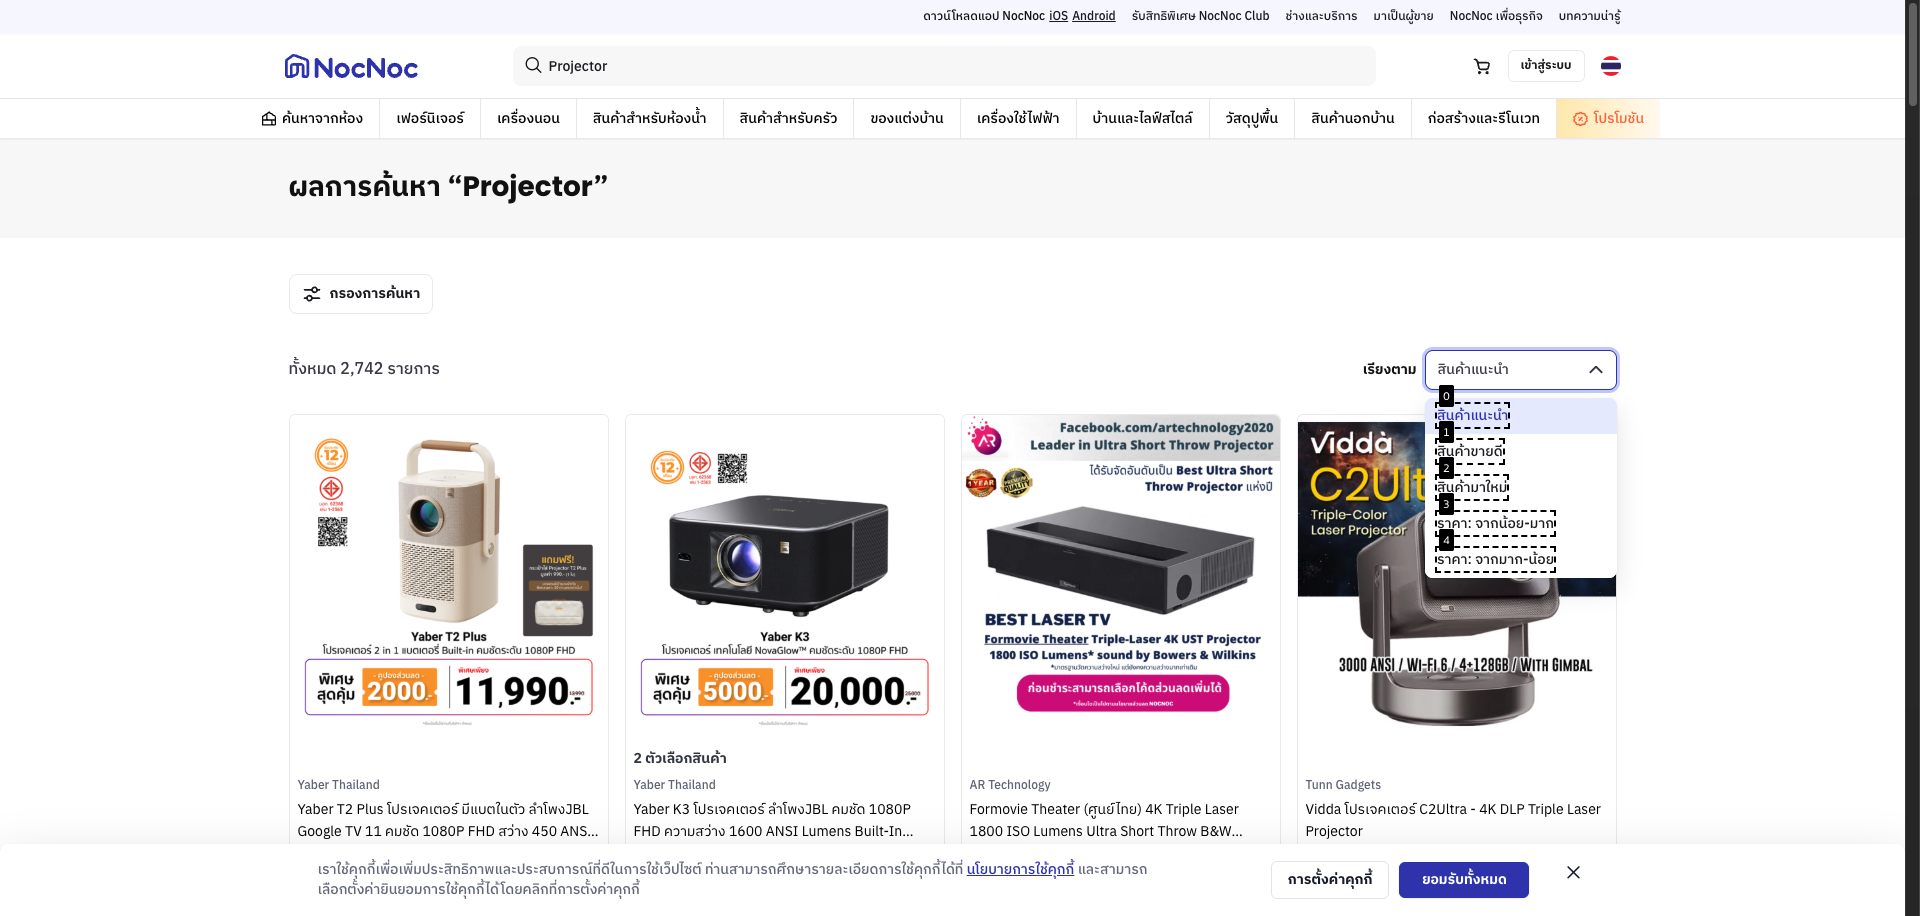 ดาวน์โหลดแอป NocNoc iOS Android รับสิทธิพิเศษ NocNoc Club ช่างและบริการ มาเป็นผู้ขาย NocNoc เพื่อธุรกิจ บทความน่ารู้
NocNoc Projector เข้าสู่ระบบ
ค้นหาจากห้อง เฟอร์นิเจอร์ เครื่องนอน สินค้าสำหรับห้องน้ำ สินค้าสำหรับครัว ของแต่งบ้าน เครื่องใช้ไฟฟ้า บ้านและไลฟ์สไตล์ วัสดุปูพื้น สินค้านอกบ้าน ก่อสร้างและรีโนเวท โปรโมชัน
ผลการค้นหา “Projector”
กรองการค้นหา
ทั้งหมด 2,742 รายการ
เรียงตาม สินค้าแนะนำ
0
สินค้าแนะนำ
1
สินค้าขายดี
2
สินค้ามาใหม่
3
ราคา: จากน้อย-มาก
4
ราคา: จากมาก-น้อย
12
แถมฟรี!
Yaber T2 Plus
โปรเจคเตอร์ 2 in 1 แบตเตอรี่ Built-in คมชัดระดับ 1080P FHD
พิเศษ
สุดคุ้ม
คูปองส่วนลด
2000.-
พิเศษเพียง
11,990.-
Yaber Thailand
Yaber T2 Plus โปรเจคเตอร์ มีแบตในตัว ลำโพงJBL
Google TV 11 คมชัด 1080P FHD สว่าง 450 ANS...
12
Yaber K3
โปรเจคเตอร์ เทคโนโลยี NovaGlow™ คมชัดระดับ 1080P FHD
พิเศษ
สุดคุ้ม
คูปองส่วนลด
5000.-
พิเศษเพียง
20,000.-
2 ตัวเลือกสินค้า
Yaber Thailand
Yaber K3 โปรเจคเตอร์ ลำโพงJBL คมชัด 1080P
FHD ความสว่าง 1600 ANSI Lumens Built-In...
AR
Facebook.com/artechnology2020
Leader in Ultra Short Throw Projector
ได้รับจัดอันดับเป็น Best Ultra Short
Throw Projector แห่งปี
1 YEAR
BEST LASER TV
Formovie Theater Triple-Laser 4K UST Projector
1800 ISO Lumens* sound by Bowers & Wilkins
ก่อนชำระสามารถเลือกโค้ดส่วนลดเพิ่มได้
AR Technology
Formovie Theater (ศูนย์ไทย) 4K Triple Laser
1800 ISO Lumens Ultra Short Throw B&W...
Vidda
C2Ult
Triple-Color
Laser Projector
3000 ANSI / WI-FI 6 / 4+128GB / WITH GIMBAL
Tunn Gadgets
Vidda โปรเจคเตอร์ C2Ultra - 4K DLP Triple Laser
Projector
เราใช้คุกกี้เพื่อเพิ่มประสิทธิภาพและประสบการณ์ที่ดีในการใช้เว็ปไซต์ ท่านสามารถศึกษารายละเอียดการใช้คุกกี้ได้ที่ นโยบายการใช้คุกกี้ และสามารถ
เลือกตั้งค่ายินยอมการใช้คุกกี้ได้โดยคลิกที่การตั้งค่าคุกกี้
การตั้งค่าคุกกี้ ยอมรับทั้งหมด